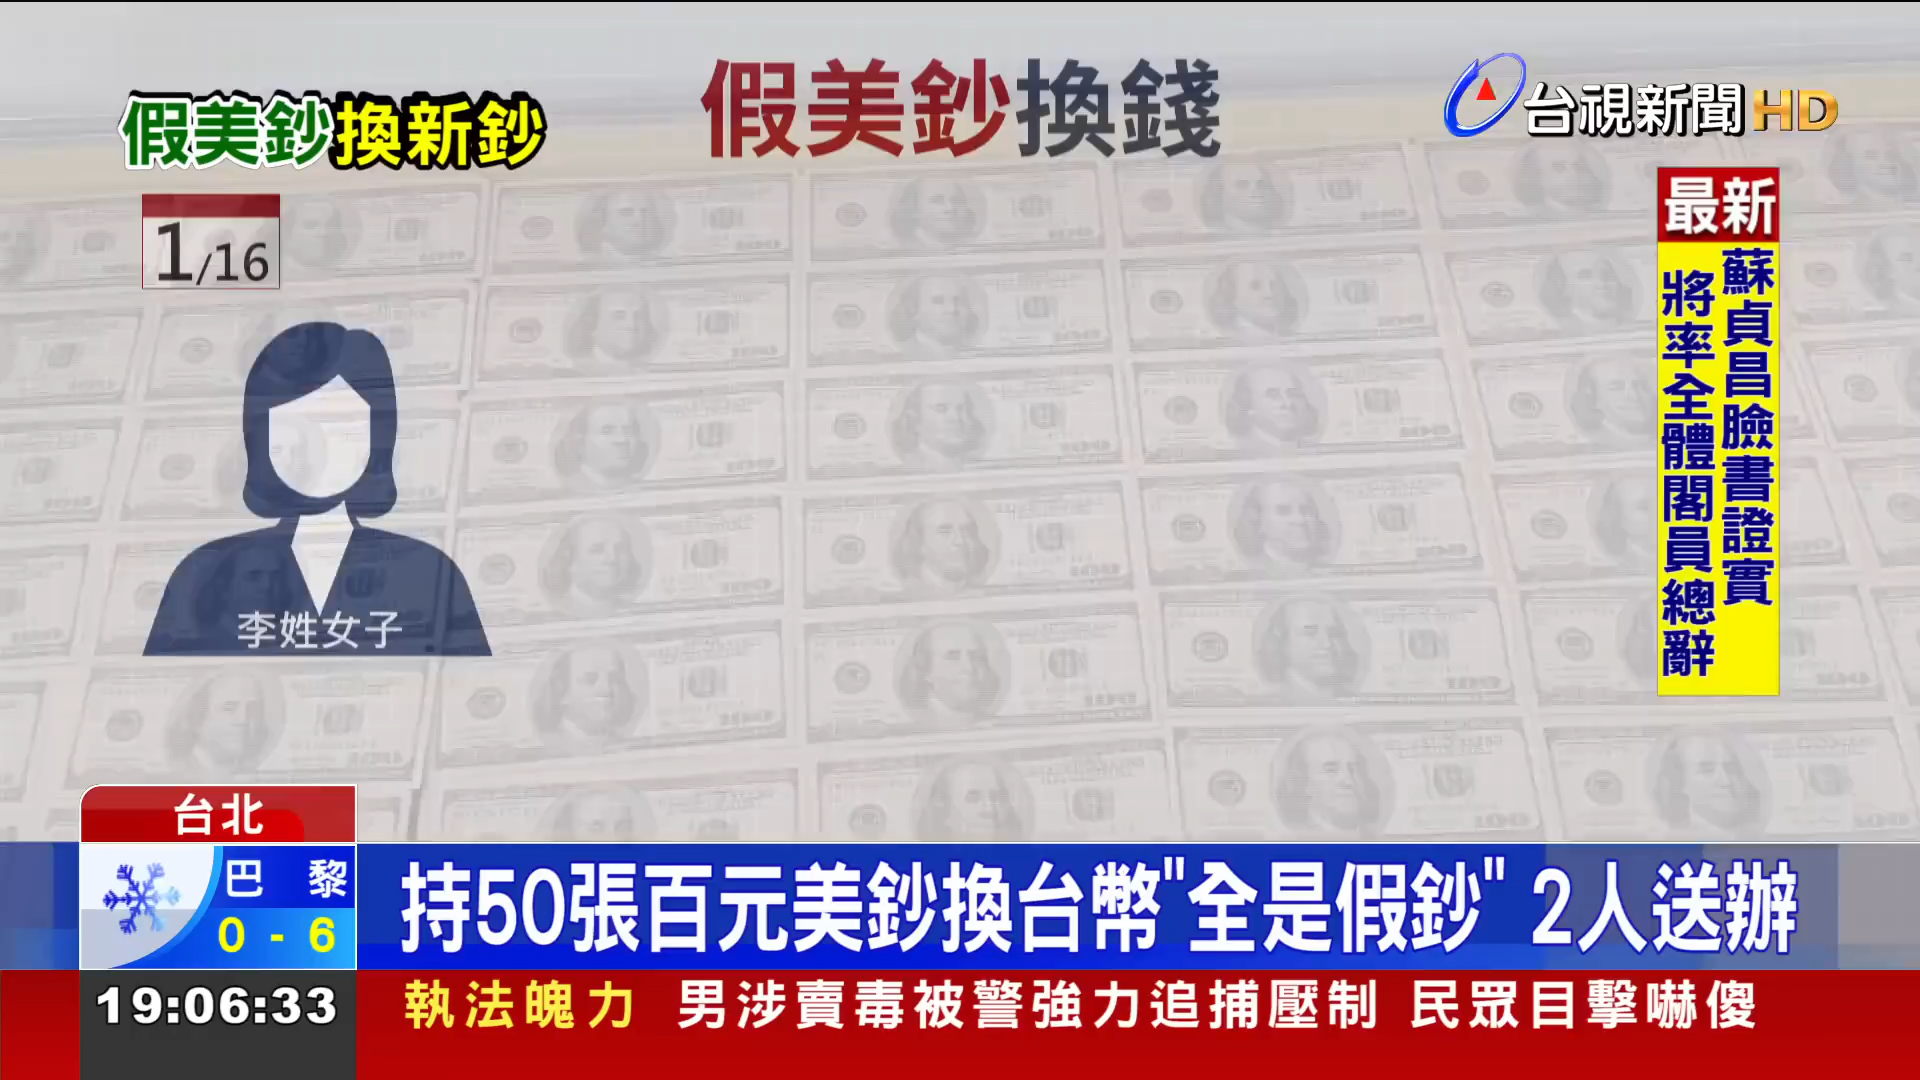 假美鈔換新鈔
假美鈔換錢
台視新聞HD
1/16
最新
蘇貞昌臉書證實
將率全體閣員總辭
李姓女子
台北
巴黎
0 - 6
持50張百元美鈔換台幣"全是假鈔" 2人送辦
19:06:33
執法魄力 男涉賣毒被警強力追捕壓制 民眾目擊嚇傻